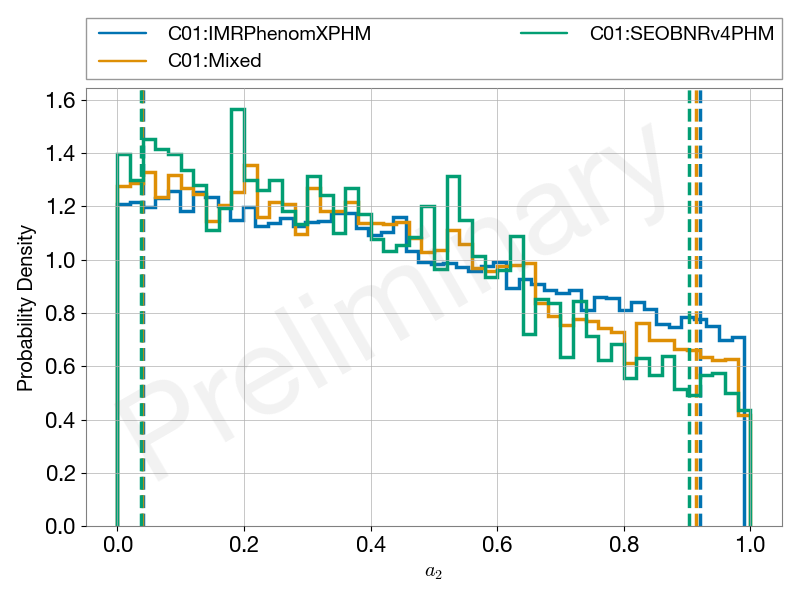 C01:IMRPhenomXPHM
C01:Mixed
C01:SEOBNRv4PHM
Preliminary
Probability Density
1.6
1.4
1.2
1.0
0.8
0.6
0.4
0.2
0.0
0.0 0.2 0.4 0.6 0.8 1.0
a₂